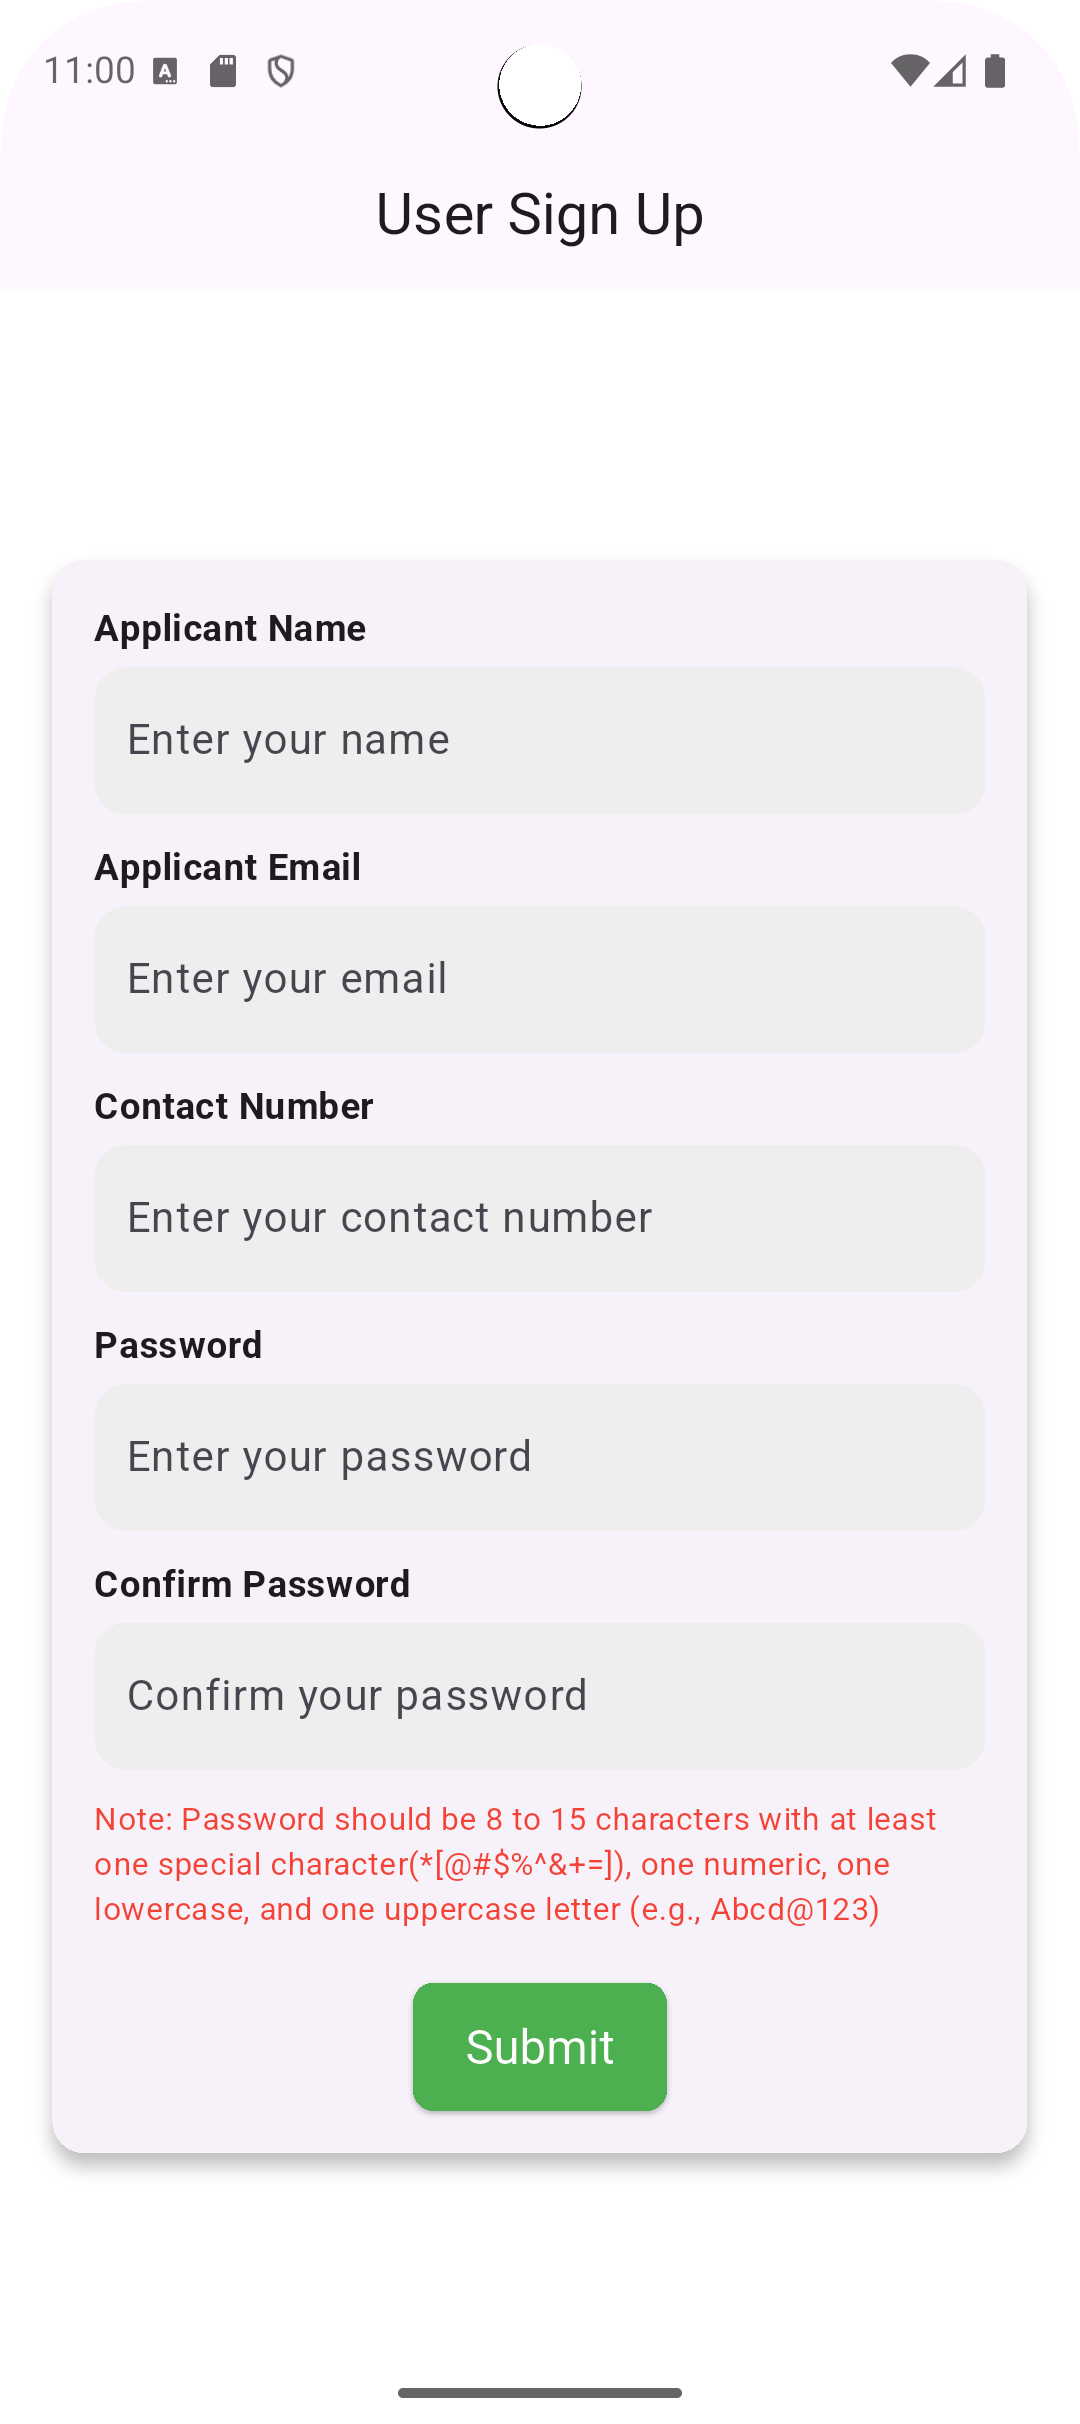 11:00
User Sign Up
Applicant Name
Enter your name
Applicant Email
Enter your email
Contact Number
Enter your contact number
Password
Enter your password
Confirm Password
Confirm your password
Note: Password should be 8 to 15 characters with at least
one special character(*[@#$%^&+=]), one numeric, one
lowercase, and one uppercase letter (e.g., Abcd@123)
Submit